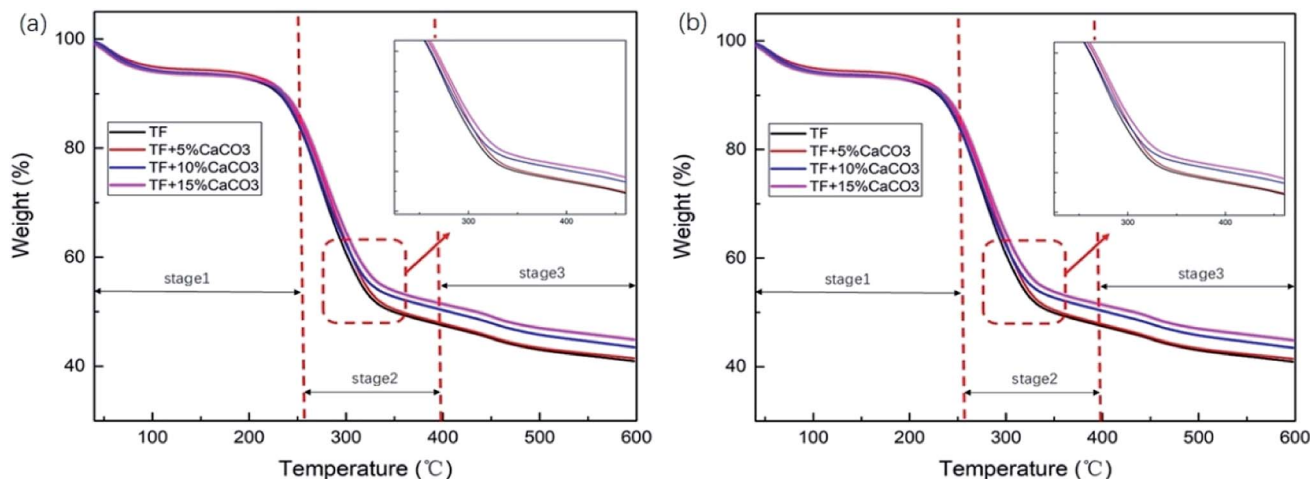 (a)
100
80
60
40
Weight (%)
TF
TF+5%CaCO3
TF+10%CaCO3
TF+15%CaCO3
300
400
stage1
stage3
stage2
100
200
300
400
500
600
Temperature (℃)
(b)
100
80
60
40
Weight (%)
TF
TF+5%CaCO3
TF+10%CaCO3
TF+15%CaCO3
300
400
stage1
stage3
stage2
100
200
300
400
500
600
Temperature (℃)